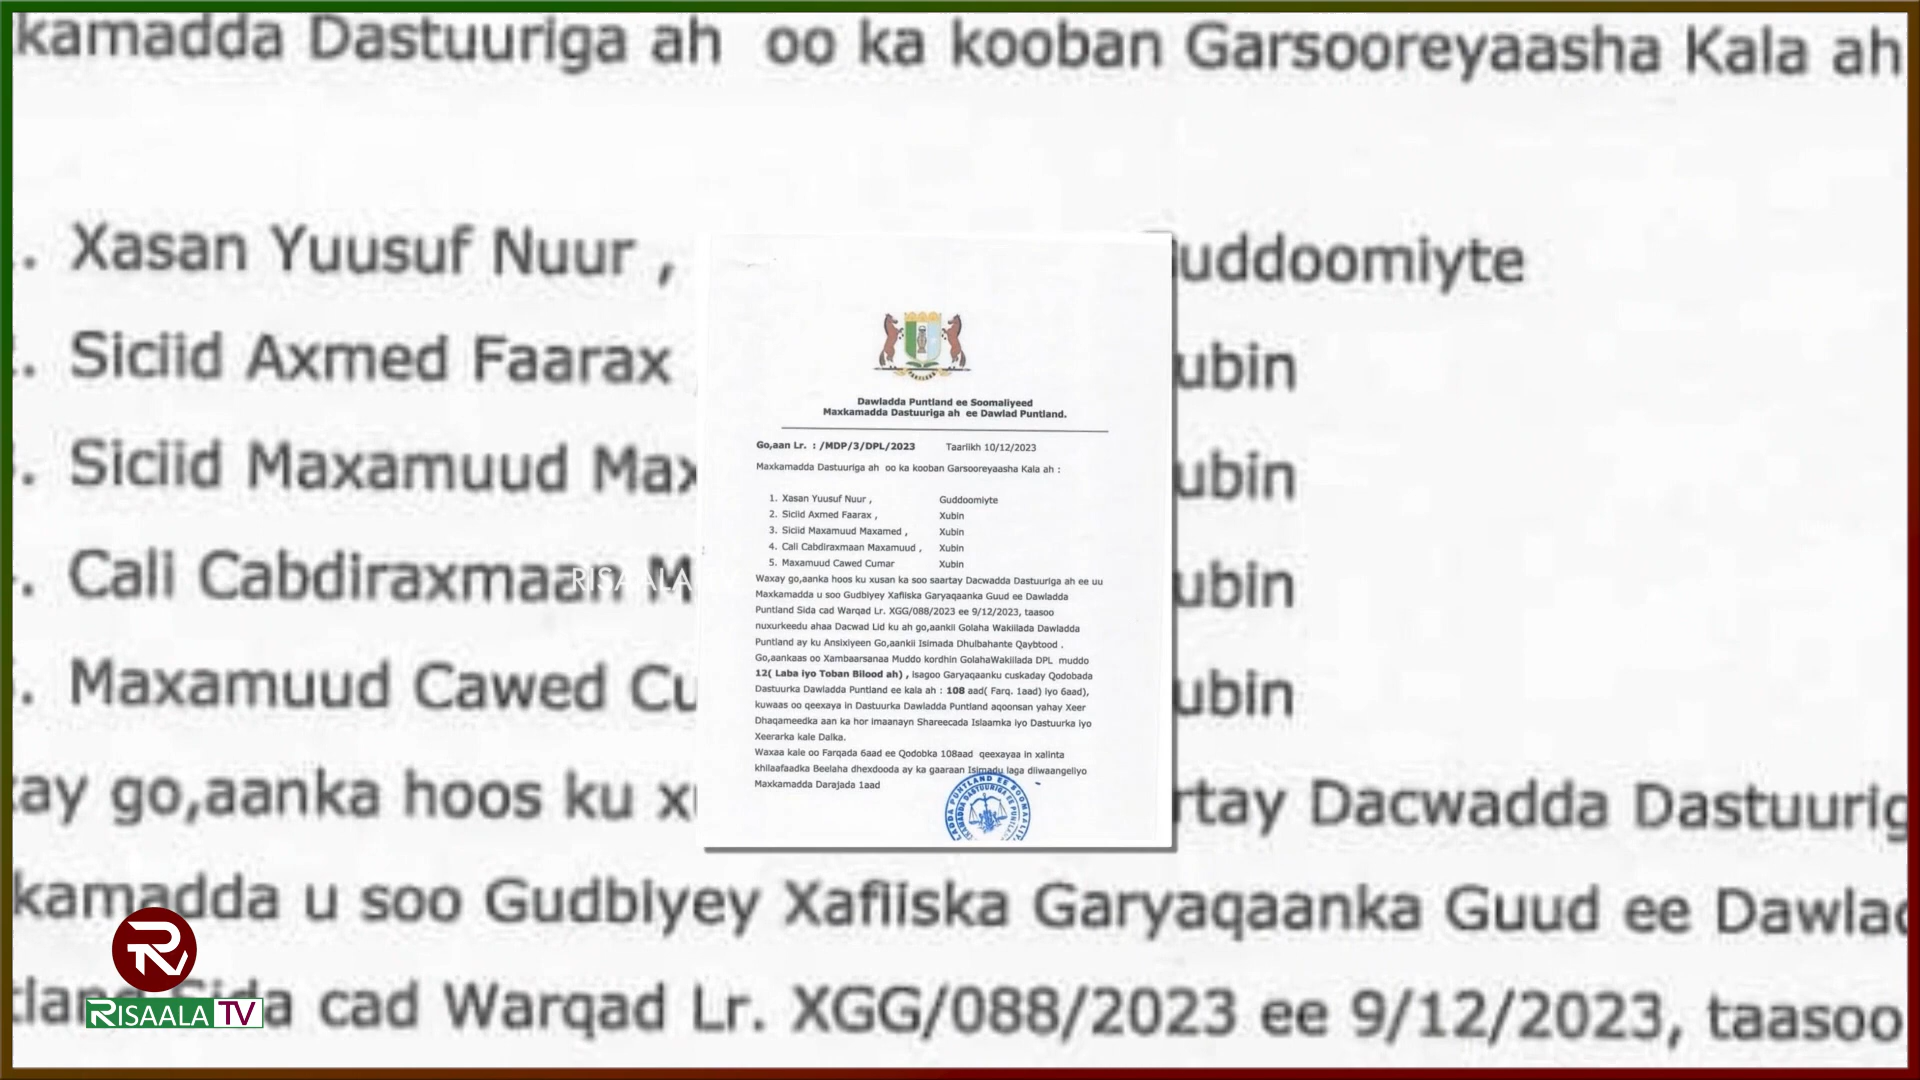 kamadda Dastuuriga ah oo ka kooban Garsooreyaasha Kala ah
. Xasan Yuusuf Nuur , uddoomiyte
. Siciid Axmed Faarax ubin
. Siciid Maxamuud Max ubin
. Cali Cabdiraxmaan M ubin
. Maxamuud Cawed Cu ubin
ay go,aanka hoos ku x rtay Dacwadda Dastuurig
kamadda u soo Gudbiyey Xafiiska Garyaqaanka Guud ee Dawlad
tland Sida cad Warqad Lr. XGG/088/2023 ee 9/12/2023, taasoo
Dawladda Puntland ee Soomaliyeed
Maxkamadda Dastuuriga ah ee Dawlad Puntland.
Go,aan Lr. : /MDP/3/DPL/2023 Taariikh 10/12/2023
Maxkamadda Dastuuriga ah oo ka kooban Garsooreyaasha Kala ah :
1. Xasan Yuusuf Nuur , Guddoomiyte
2. Siciid Axmed Faarax , Xubin
3. Siciid Maxamuud Maxamed , Xubin
4. Cali Cabdiraxmaan Maxamuud , Xubin
5. Maxamuud Cawed Cumar Xubin
Waxay go,aanka hoos ku xusan ka soo saartay Dacwadda Dastuuriga ah ee uu
Maxkamadda u soo Gudbiyey Xafiiska Garyaqaanka Guud ee Dawladda
Puntland Sida cad Warqad Lr. XGG/088/2023 ee 9/12/2023, taasoo
nuxurkeedu ahaa Dacwad Lid ku ah go,aankii Golaha Wakiilada Dawladda
Puntland ay ku Ansixiyeen Go,aankii Isimada Dhulbahante Qaybtood .
Go,aankaas oo Xambaarsanaa Muddo kordhin GolahaWakiilada DPL muddo
12( Laba iyo Toban Bilood ah) , isagoo Garyaqaanku cuskaday Qodobada
Dastuurka Dawladda Puntland ee kala ah : 108 aad( Farq. 1aad) iyo 6aad),
kuwaas oo qeexaya in Dastuurka Dawladda Puntland aqoonsan yahay Xeer
Dhaqameedka aan ka hor imaanayn Shareecada Islaamka iyo Dastuurka iyo
Xeerarka kale Dalka.
Waxaa kale oo Farqada 6aad ee Qodobka 108aad qeexayaa in xalinta
khilaafaadka Beelaha dhexdooda ay ka gaaraan Isimadu laga diiwaangeliyo
Maxkamadda Darajada 1aad
RISAALA
RISAALA TV